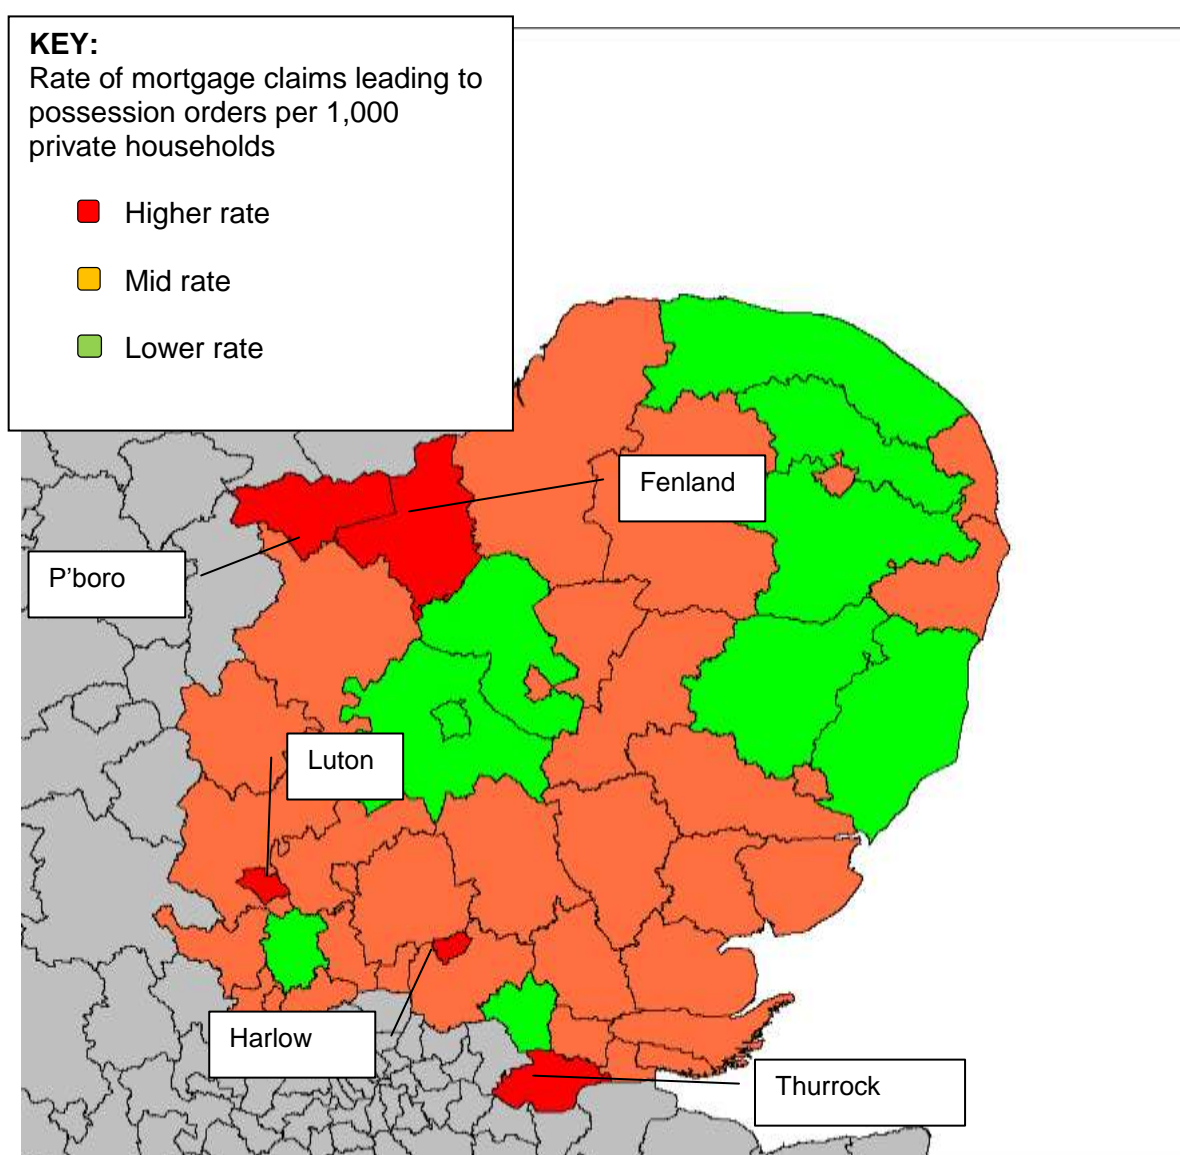 KEY:
Rate of mortgage claims leading to
possession orders per 1,000
private households
Higher rate
Mid rate
Lower rate
Fenland
P'boro
Luton
Harlow
Thurrock